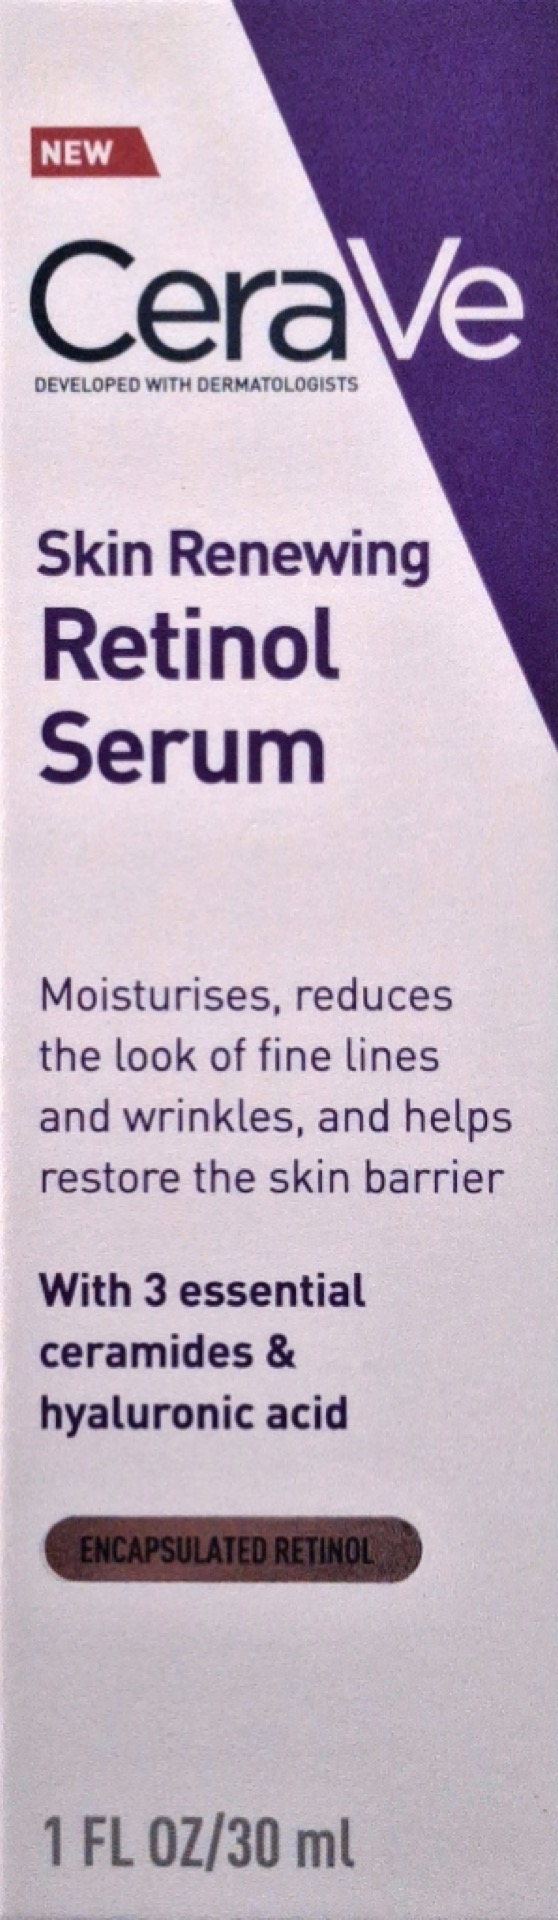 NEW
CeraVe
DEVELOPED WITH DERMATOLOGISTS
Skin Renewing
Retinol
Serum
Moisturises, reduces
the look of fine lines
and wrinkles, and helps
restore the skin barrier
With 3 essential
ceramides &
hyaluronic acid
ENCAPSULATED RETINOL
1 FL OZ/30 ml